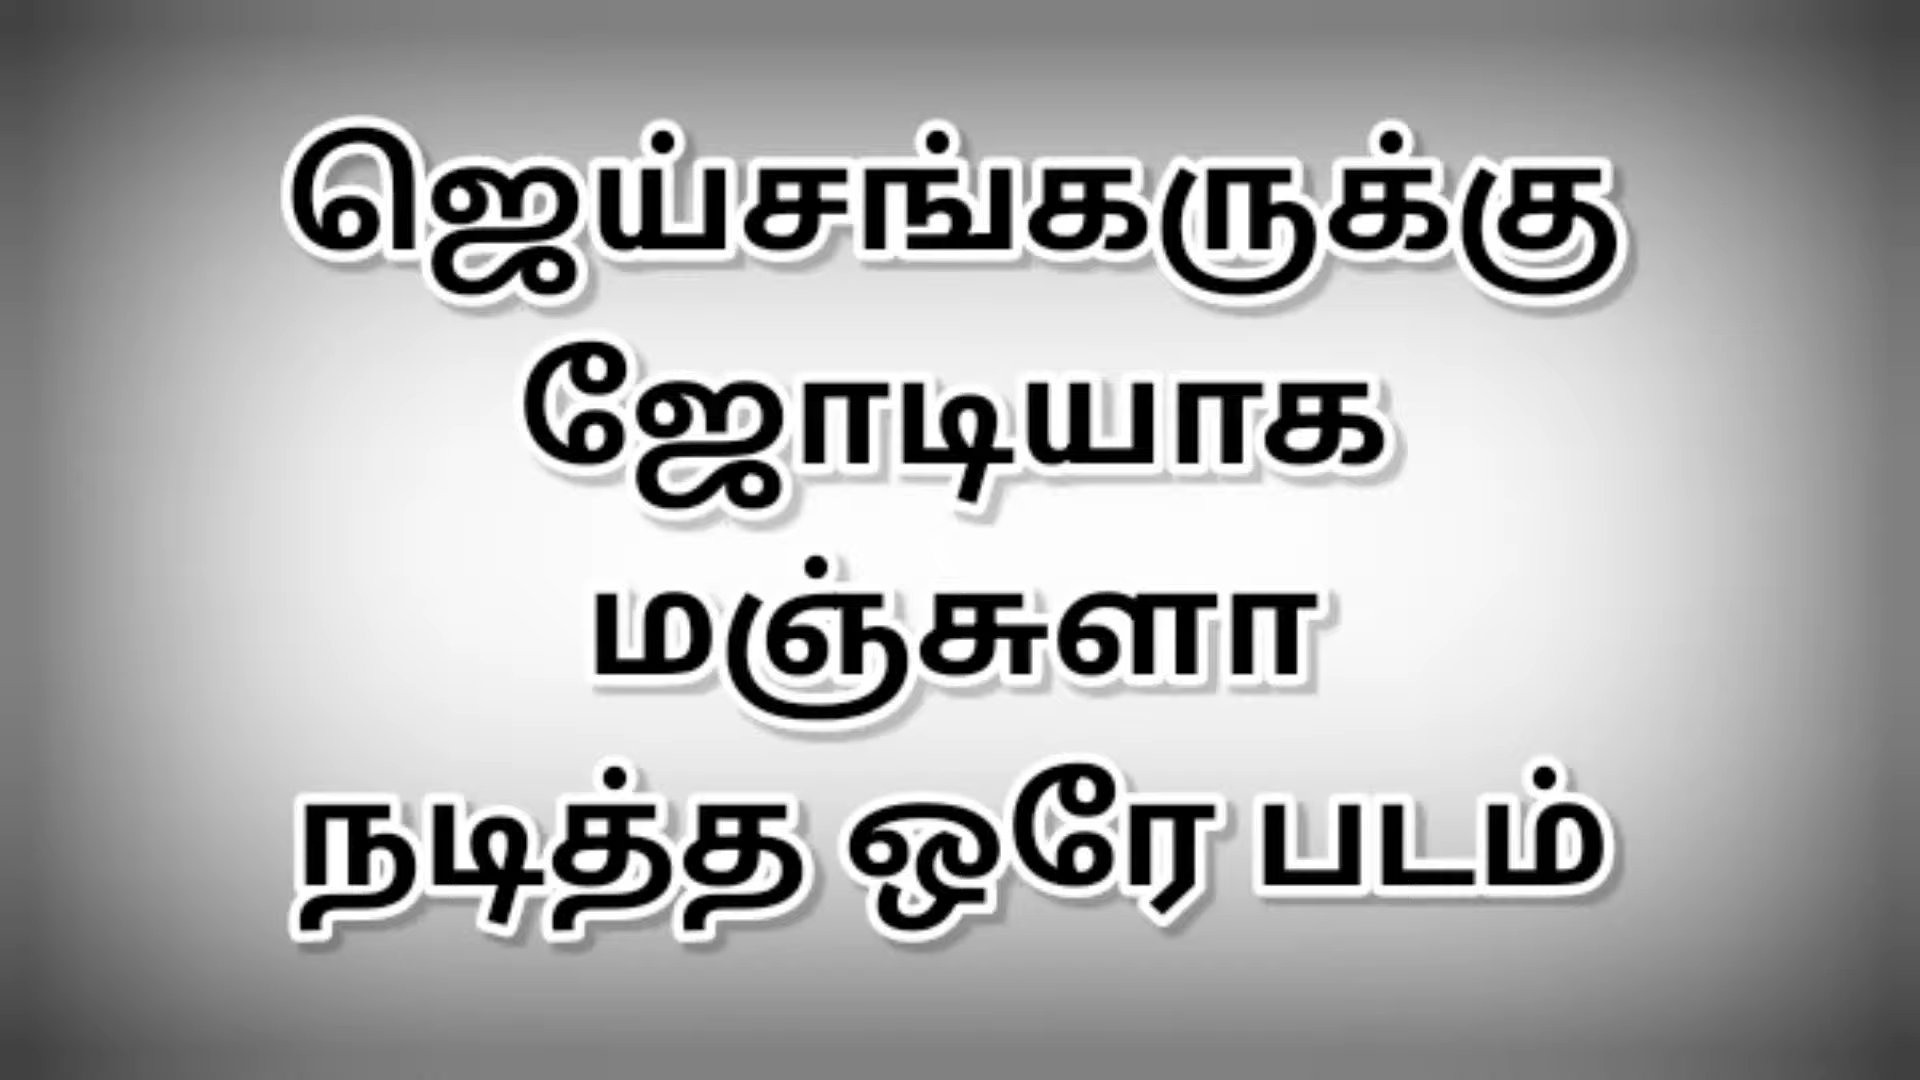 ஜெய்சங்கருக்கு
ஜோடியாக
மஞ்சுளா
நடித்த ஒரே படம்